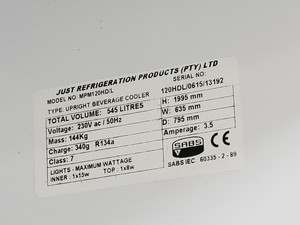 JUST REFRIGERATION PRODUCTS (PTY) LTD
MODEL NO: MPM120HD/L
SERIAL NO:
TYPE: UPRIGHT BEVERAGE COOLER
120HDL/0615/13192
TOTAL VOLUME: 545 LITRES
H: 1995 mm
Voltage: 230V ac / 50Hz
W: 635 mm
Mass: 144Kg
D: 795 mm
Charge: 340g R134a
Amperage: 3.5
Class: 7
SABS
CE
LIGHTS - MAXIMUM WATTAGE
INNER : 1x15w TOP : 1x8w
SABS IEC 60335 - 2 - 89